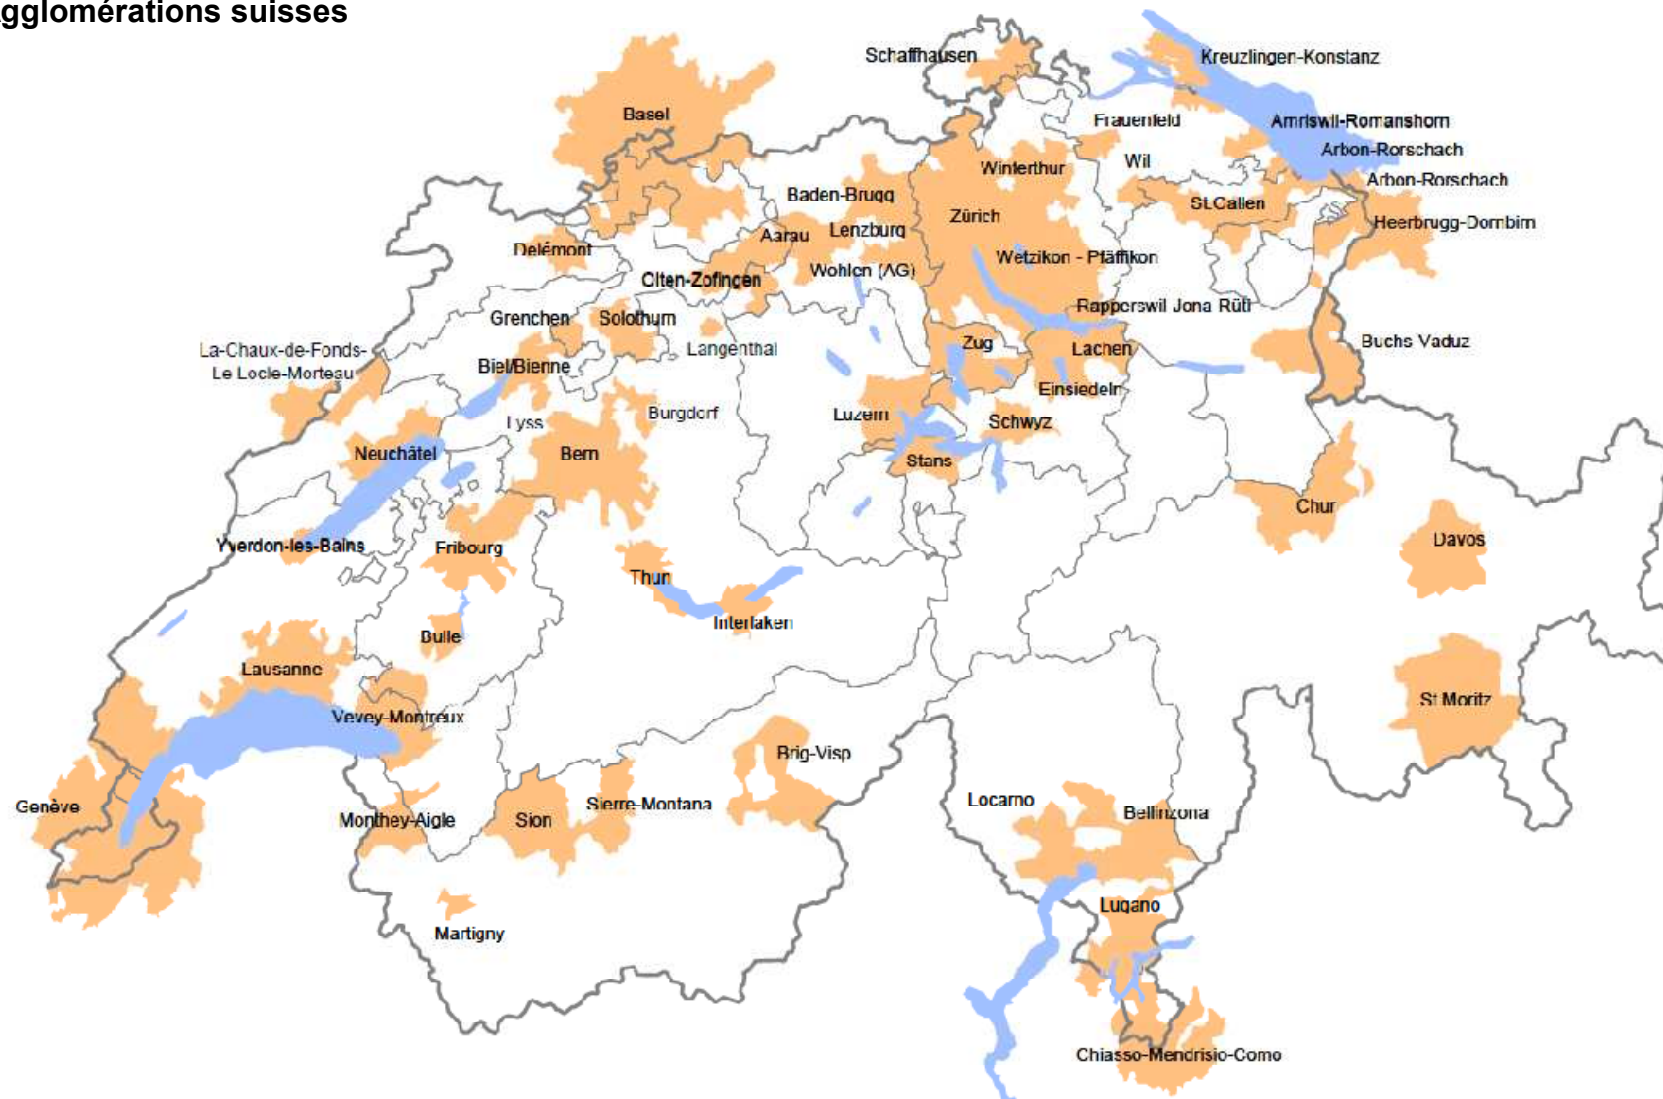 gglomérations suisses
Schaffhausen
Kreuzlingen-Konstanz
Basel
Frauenfeld
Amriswil-Romanshorn
Arbon-Rorschach
Winterthur
Wil
Arbon-Rorschach
Baden-Brugg
St.Gallen
Zürich
Heerbrugg-Dornbirn
Aarau
Lenzburg
Delémont
Wetzikon - Pfäffikon
Wohlen (AG)
Olten-Zofingen
Rapperswil Jona Rüti
Grenchen
Solothurn
Langenthal
Zug
Lachen
Buchs Vaduz
La-Chaux-de-Fonds-
Le Locle-Morteau
Biel/Bienne
Einsiedeln
Lyss
Burgdorf
Luzern
Schwyz
Neuchâtel
Bern
Stans
Chur
Yverdon-les-Bains
Fribourg
Davos
Thun
Interlaken
Bulle
Lausanne
St Moritz
Vevey-Montreux
Brig-Visp
Genève
Monthey-Aigle
Sion
Sierre-Montana
Locarno
Bellinzona
Lugano
Martigny
Chiasso-Mendrisio-Como